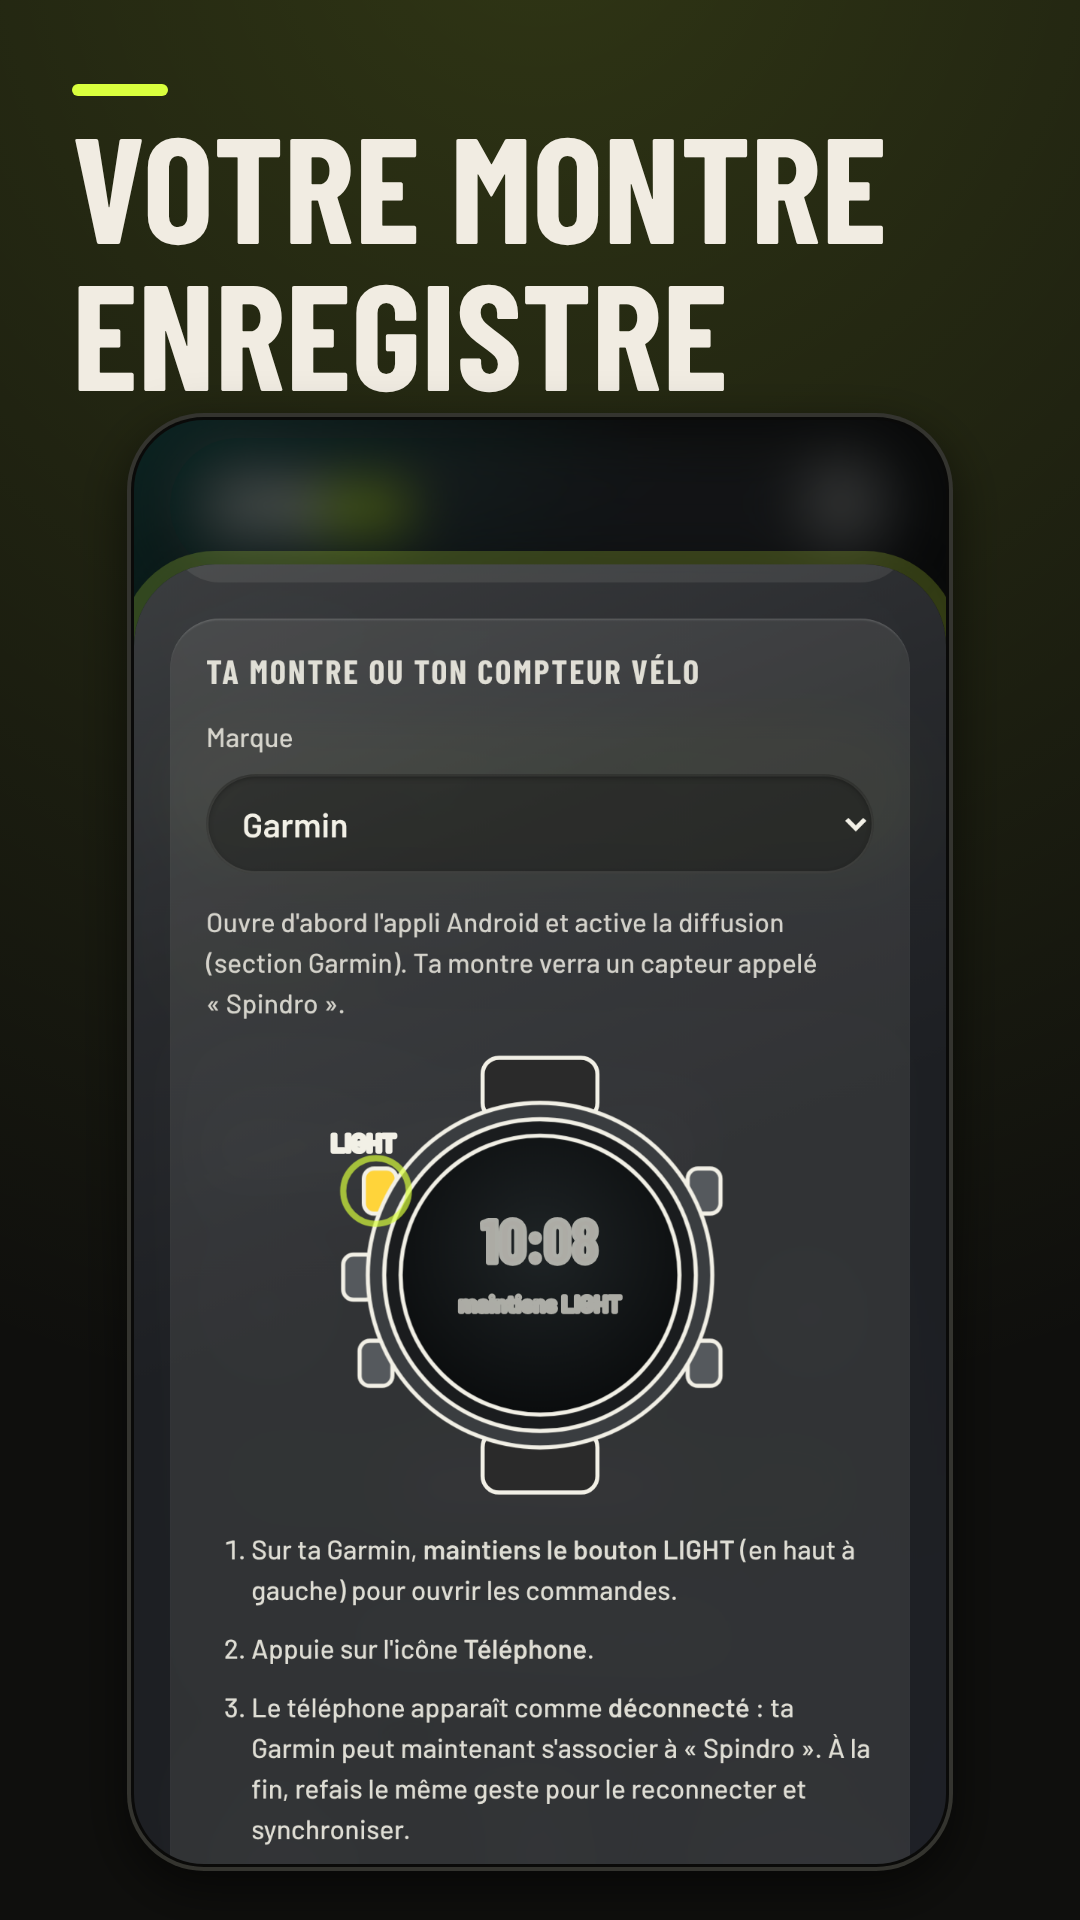 VOTRE MONTRE
ENREGISTRE
TA MONTRE OU TON COMPTEUR VÉLO
Marque
Garmin
Ouvre d'abord l'appli Android et active la diffusion
(section Garmin). Ta montre verra un capteur appelé
« Spindro ».
LIGHT
10:08
maintiens LIGHT
1. Sur ta Garmin, maintiens le bouton LIGHT (en haut à
gauche) pour ouvrir les commandes.
2. Appuie sur l'icône Téléphone.
3. Le téléphone apparaît comme déconnecté : ta
Garmin peut maintenant s'associer à « Spindro ». À la
fin, refais le même geste pour le reconnecter et
synchroniser.